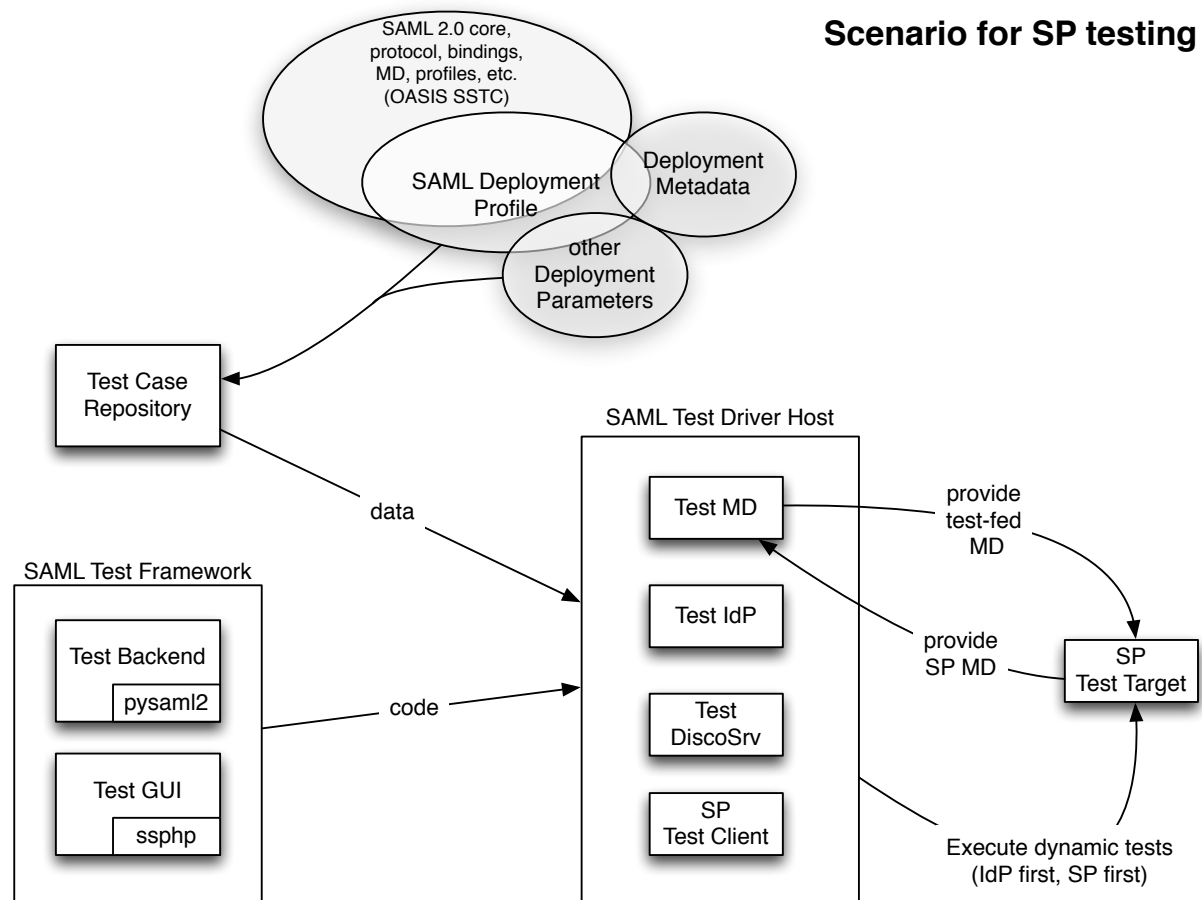 Scenario for SP testing
SAML 2.0 core,
protocol, bindings,
MD, profiles, etc.
(OASIS SSTC)
SAML Deployment
Profile
Deployment
Metadata
other
Deployment
Parameters
Test Case
Repository
data
SAML Test Framework
Test Backend
pysaml2
Test GUI
ssphp
code
SAML Test Driver Host
Test MD
Test IdP
Test
DiscoSrv
SP
Test Client
provide
test-fed
MD
provide
SP MD
SP
Test Target
Execute dynamic tests
(IdP first, SP first)